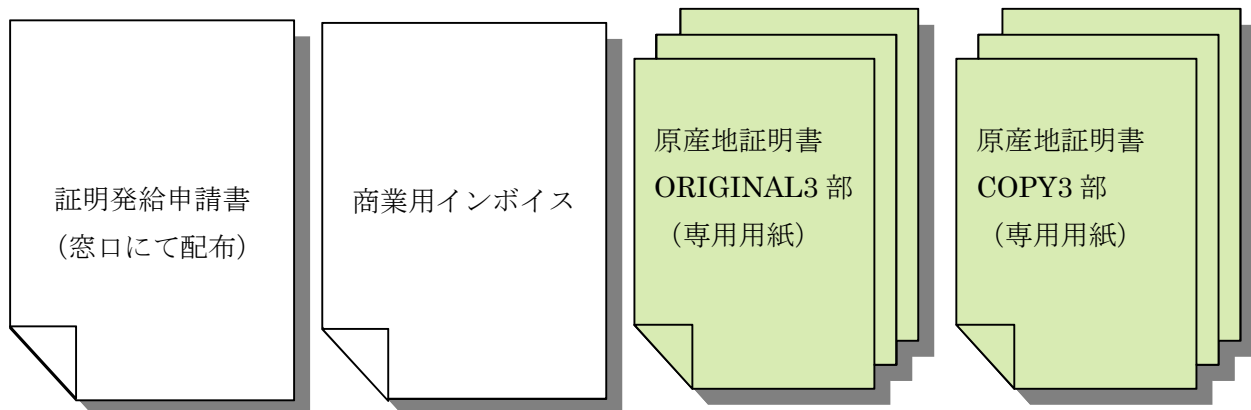 証明発給申請書
（窓口にて配布）
商業用インボイス
原産地証明書
ORIGINAL3 部
（専用用紙）
原産地証明書
COPY3 部
（専用用紙）